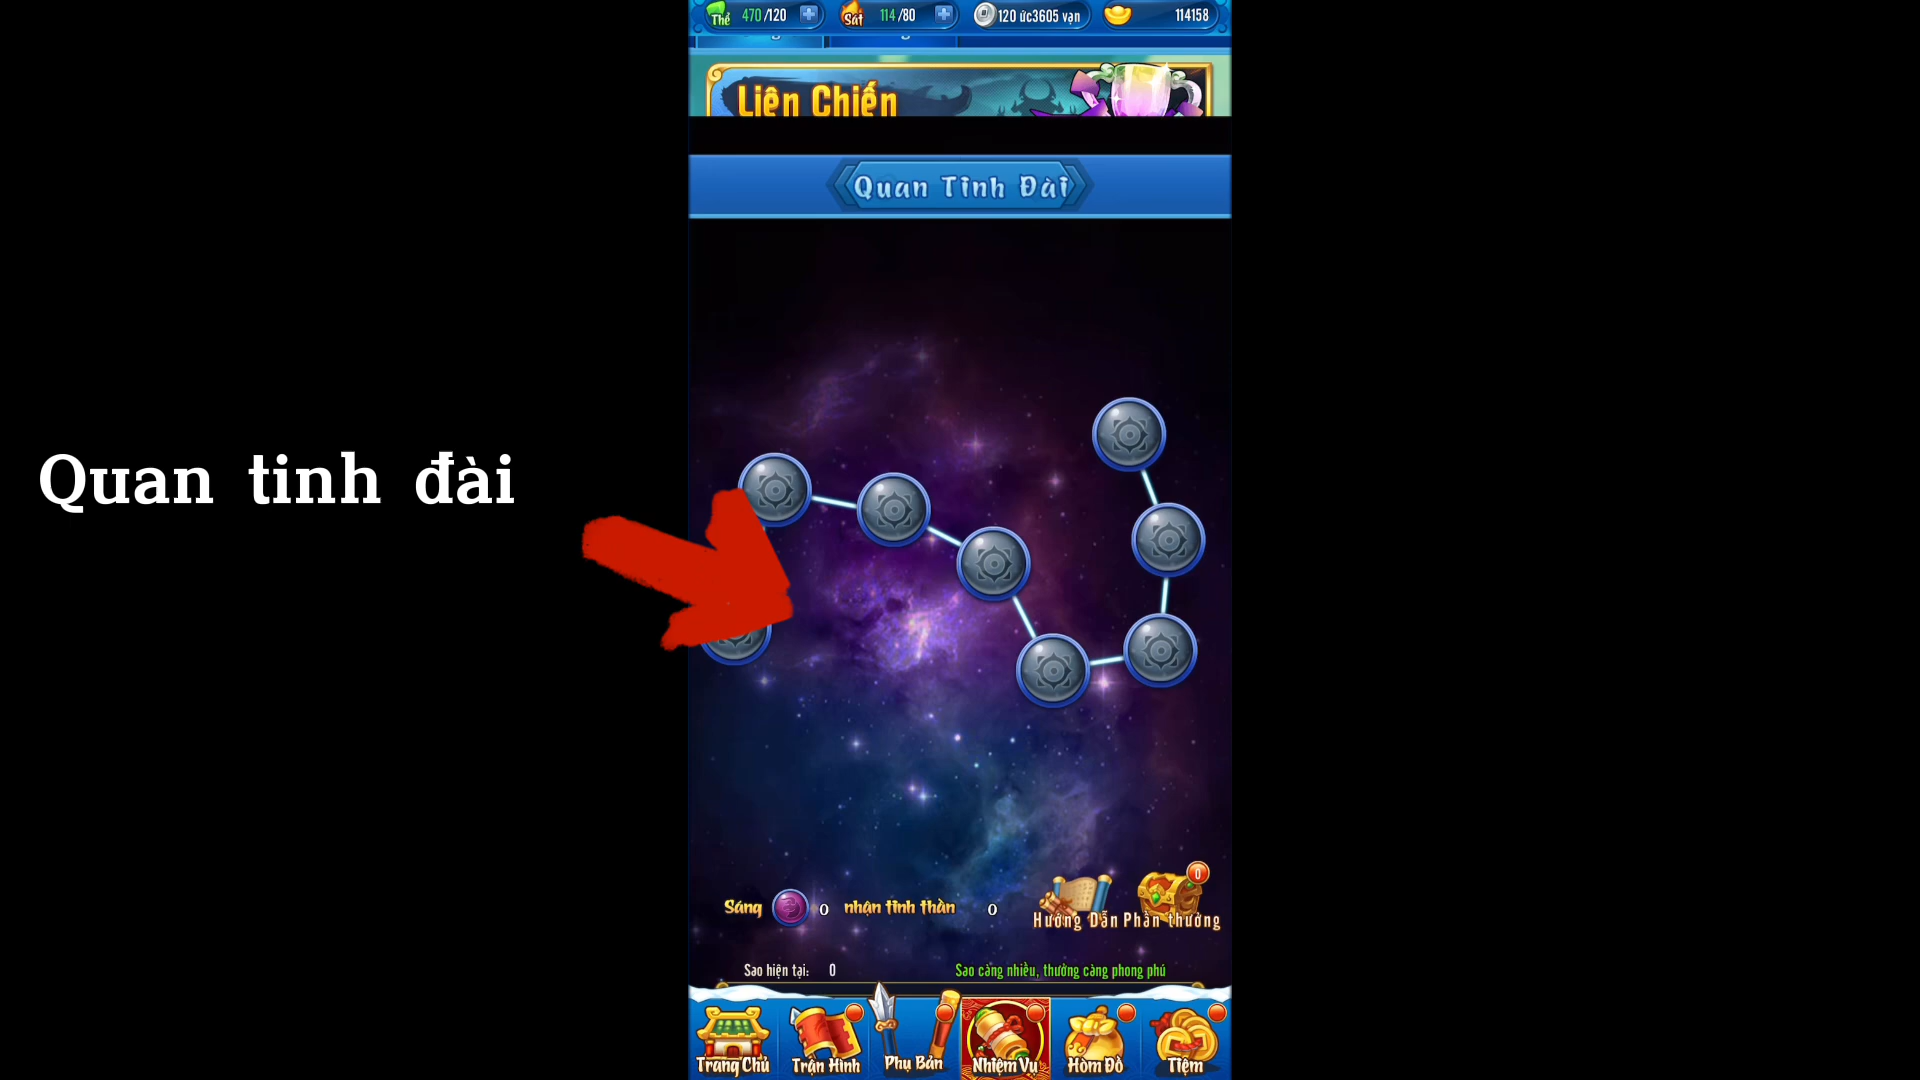 Thể 470/120
Sát 114/80
120 ức3605 vạn
114158
Liên Chiến
Quan Tinh Đài
Quan tinh đài
0
Sáng 0 nhận tinh thần 0
Hướng Dẫn Phần thưởng
Sao hiện tại: 0
Sao càng nhiều, thưởng càng phong phú
Trang Chủ
Trận Hình
Phụ Bản
Nhiệm Vụ
Hòm Đồ
Tiệm